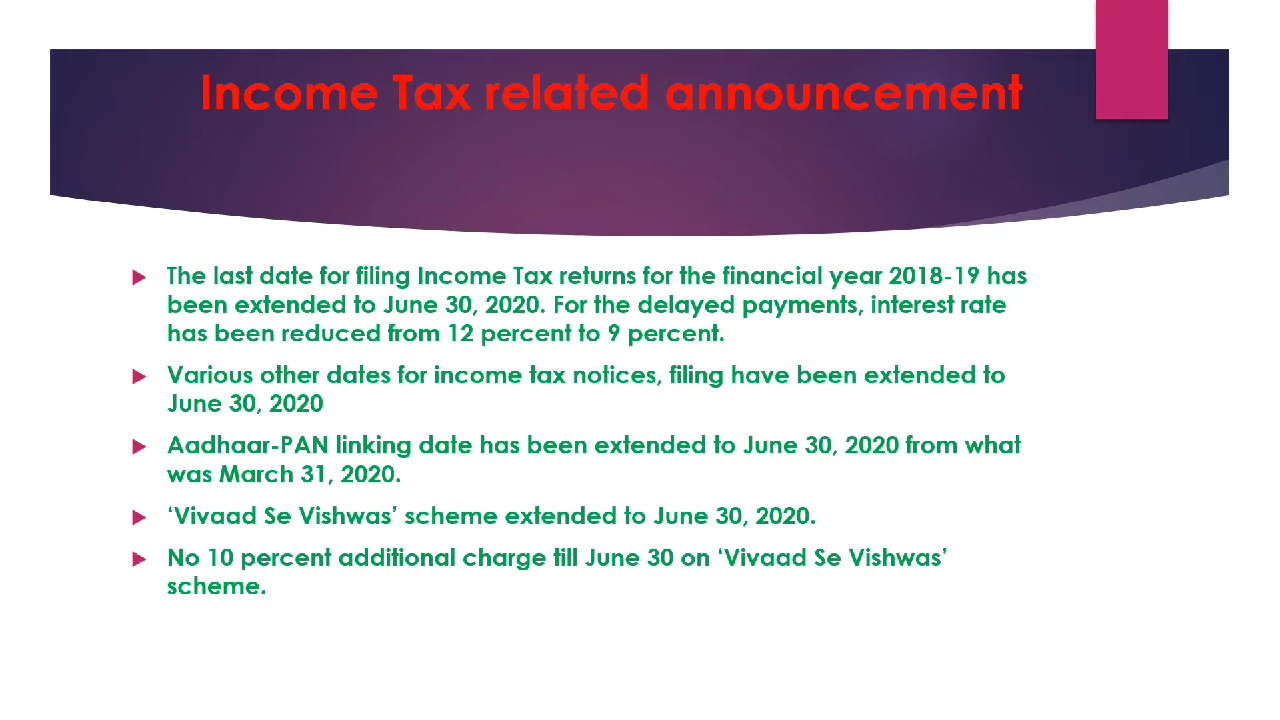 Income Tax related announcement
The last date for filing Income Tax returns for the financial year 2018-19 has
been extended to June 30, 2020. For the delayed payments, interest rate
has been reduced from 12 percent to 9 percent.
Various other dates for income tax notices, filing have been extended to
June 30, 2020
Aadhaar-PAN linking date has been extended to June 30, 2020 from what
was March 31, 2020.
‘Vivaad Se Vishwas’ scheme extended to June 30, 2020.
No 10 percent additional charge till June 30 on ‘Vivaad Se Vishwas’
scheme.